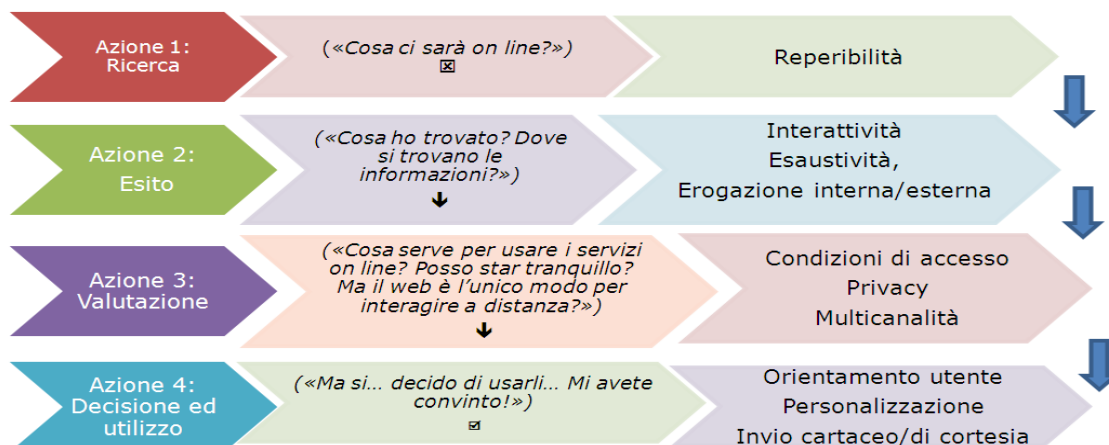 Azione 1:
Ricerca
(«Cosa ci sarà on line?»)
Reperibilità
Azione 2:
Esito
(«Cosa ho trovato? Dove
si trovano le
informazioni?»)
Interattività
Esaustività,
Erogazione interna/esterna
Azione 3:
Valutazione
(«Cosa serve per usare i servizi
on line? Posso star tranquillo?
Ma il web è l’unico modo per
interagire a distanza?»)
Condizioni di accesso
Privacy
Multicanalità
Azione 4:
Decisione ed
utilizzo
(«Ma si... decido di usarli... Mi avete
convinto!»)
Orientamento utente
Personalizzazione
Invio cartaceo/di cortesia